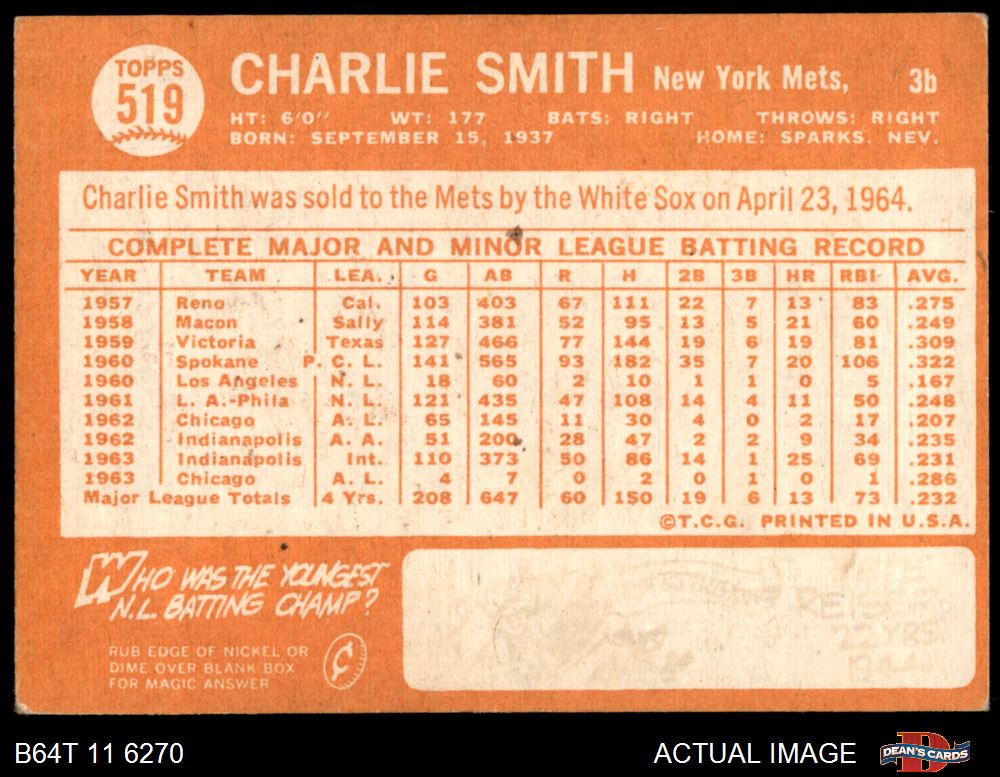 TOPPS
519
CHARLIE SMITH New York Mets, 3b
HT: 6'0" WT: 177 BATS: RIGHT THROWS: RIGHT
BORN: SEPTEMBER 15, 1937 HOME: SPARKS. NEV.
Charlie Smith was sold to the Mets by the White Sox on April 23, 1964.
COMPLETE MAJOR AND MINOR LEAGUE BATTING RECORD
YEAR TEAM LEA. G AB R H 2B 3B HR RBI AVG.
1957 Reno Cal. 103 403 67 111 22 7 13 83 .275
1958 Macon Sally 114 381 52 95 13 5 21 60 .249
1959 Victoria Texas 127 466 77 144 19 6 19 81 .309
1960 Spokane P. C. L. 141 565 93 182 35 7 20 106 .322
1960 Los Angeles N. L. 18 60 2 10 1 1 0 5 .167
1961 L. A.-Phila N. L. 121 435 47 108 14 4 11 50 .248
1962 Chicago A. L. 65 145 11 30 4 0 2 17 .207
1962 Indianapolis A. A. 51 200 28 47 2 2 9 34 .235
1963 Indianapolis Int. 110 373 50 86 14 1 25 69 .231
1963 Chicago A. L. 4 7 0 2 0 1 0 1 .286
Major League Totals 4 Yrs. 208 647 60 150 19 6 13 73 .232
©T.C.G. PRINTED IN U.S.A.
WHO WAS THE YOUNGEST
N.L. BATTING CHAMP?
RUB EDGE OF NICKEL OR
DIME OVER BLANK BOX
FOR MAGIC ANSWER
¢
REISER
22 YRS
B64T 11 6270 ACTUAL IMAGE DEAN'S CARDS